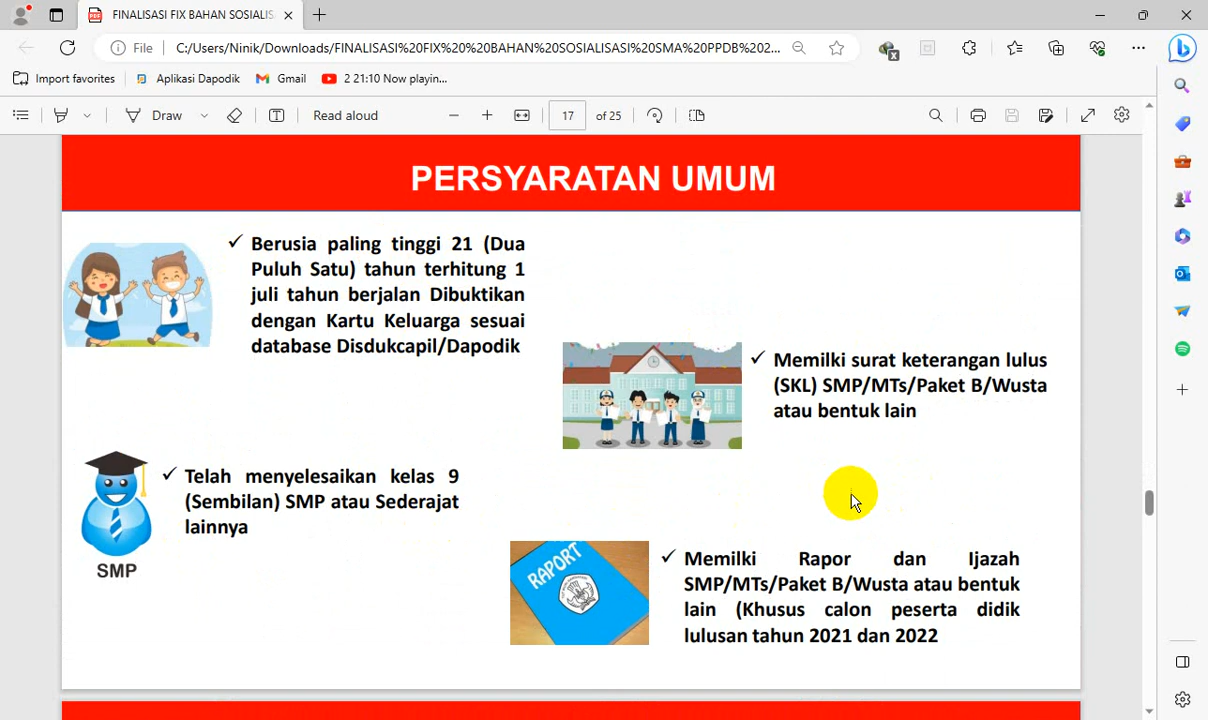 FINALISASI FIX BAHAN SOSIALIS
File
C:/Users/Ninik/Downloads/FINALISASI%20FIX%20%20BAHAN%20SOSIALISASI%20SMA%20PPDB%202...
Import favorites
Aplikasi Dapodik
Gmail
2 21:10 Now playin...
Draw
Read aloud
17
of 25
PERSYARATAN UMUM
✓ Berusia paling tinggi 21 (Dua
Puluh Satu) tahun terhitung 1
juli tahun berjalan Dibuktikan
dengan Kartu Keluarga sesuai
database Disdukcapil/Dapodik
✓ Memilki surat keterangan lulus
(SKL) SMP/MTs/Paket B/Wusta
atau bentuk lain
✓ Telah menyelesaikan kelas 9
(Sembilan) SMP atau Sederajat
lainnya
SMP
RAPORT
✓ Memilki Rapor dan Ijazah
SMP/MTs/Paket B/Wusta atau bentuk
lain (Khusus calon peserta didik
lulusan tahun 2021 dan 2022